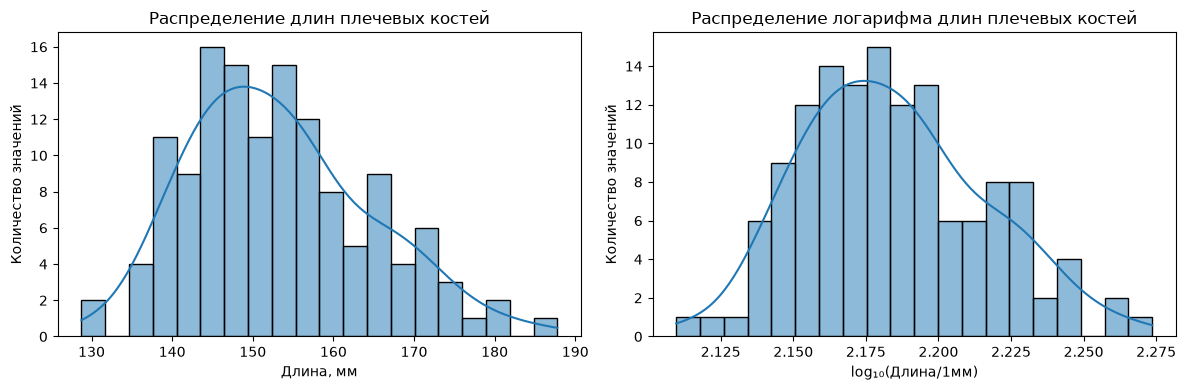 Распределение длин плечевых костей
Количество значений
16
14
12
10
8
6
4
2
0
130 140 150 160 170 180 190
Длина, мм
Распределение логарифма длин плечевых костей
Количество значений
14
12
10
8
6
4
2
0
2.125 2.150 2.175 2.200 2.225 2.250 2.275
log₁₀(Длина/1мм)